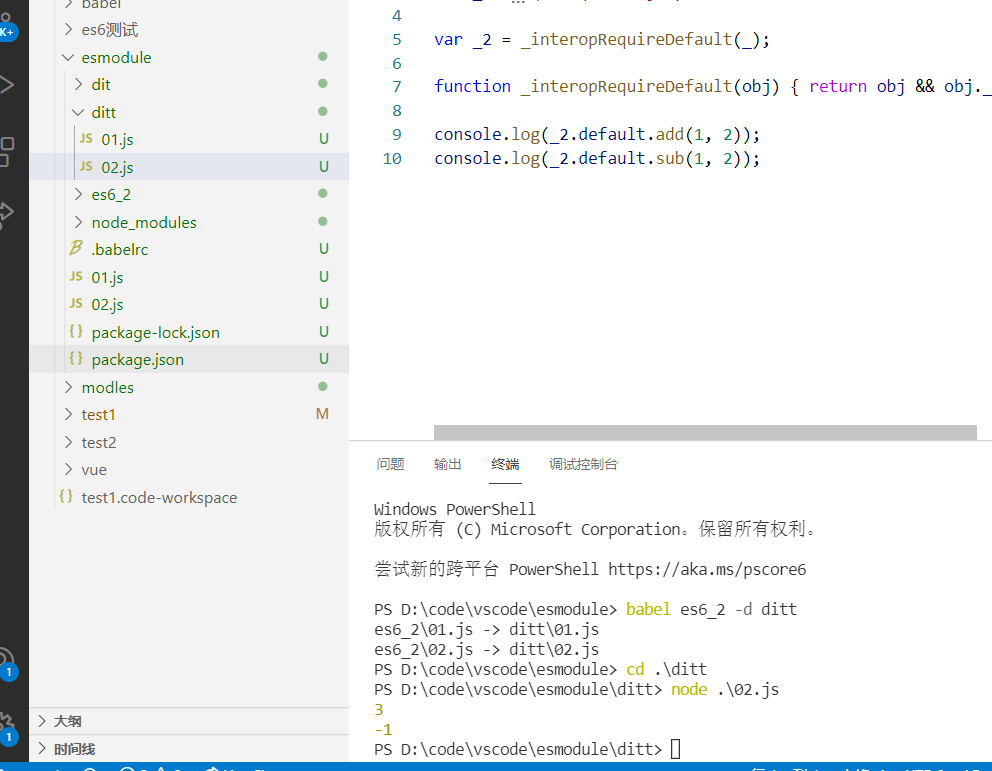 K+
babel
es6测试
esmodule
dit
ditt
JS 01.js U
JS 02.js U
es6_2
node_modules
.babelrc U
JS 01.js U
JS 02.js U
{} package-lock.json U
{} package.json U
modles
test1 M
test2
vue
{} test1.code-workspace
1
大纲
1
时间线
4
5 var _2 = _interopRequireDefault(_);
6
7 function _interopRequireDefault(obj) { return obj && obj._
8
9 console.log(_2.default.add(1, 2));
10 console.log(_2.default.sub(1, 2));
问题 输出 终端 调试控制台
Windows PowerShell
版权所有 (C) Microsoft Corporation。保留所有权利。
尝试新的跨平台 PowerShell https://aka.ms/pscore6
PS D:\code\vscode\esmodule> babel es6_2 -d ditt
es6_2\01.js -> ditt\01.js
es6_2\02.js -> ditt\02.js
PS D:\code\vscode\esmodule> cd .\ditt
PS D:\code\vscode\esmodule\ditt> node .\02.js
3
-1
PS D:\code\vscode\esmodule\ditt>